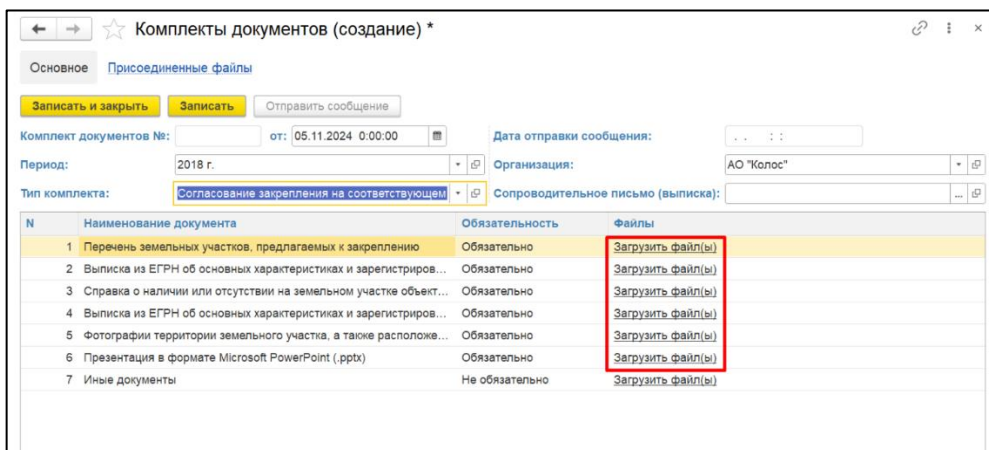 Комплекты документов (создание) *
Основное Присоединенные файлы
Записать и закрыть Записать Отправить сообщение
Комплект документов №: от: 05.11.2024 0:00:00 Дата отправки сообщения: . . : :
Период: 2018 г. Организация: АО "Колос"
Тип комплекта: Согласование закрепления на соответствующем Сопроводительное письмо (выписка): ...
N Наименование документа Обязательность Файлы
1 Перечень земельных участков, предлагаемых к закреплению Обязательно Загрузить файл(ы)
2 Выписка из ЕГРН об основных характеристиках и зарегистриров... Обязательно Загрузить файл(ы)
3 Справка о наличии или отсутствии на земельном участке объект... Обязательно Загрузить файл(ы)
4 Выписка из ЕГРН об основных характеристиках и зарегистриров... Обязательно Загрузить файл(ы)
5 Фотографии территории земельного участка, а также расположе... Обязательно Загрузить файл(ы)
6 Презентация в формате Microsoft PowerPoint (.pptx) Обязательно Загрузить файл(ы)
7 Иные документы Не обязательно Загрузить файл(ы)